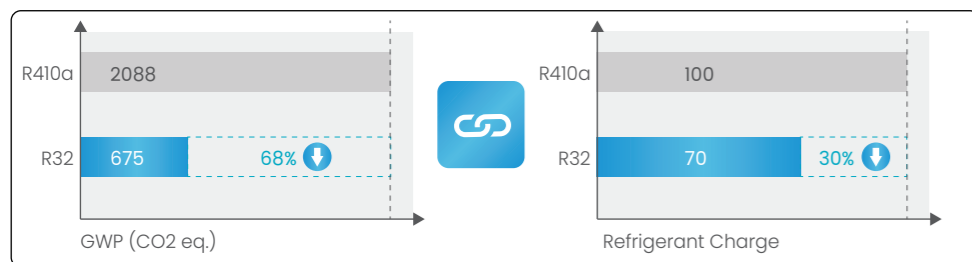 R410a 2088
R32 675 68%
GWP (CO2 eq.)
R410a 100
R32 70 30%
Refrigerant Charge